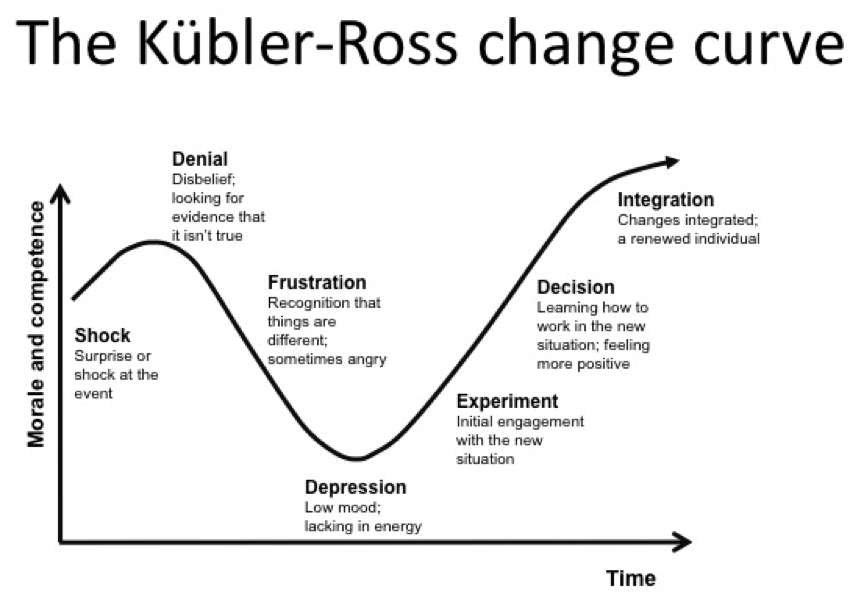 The Kübler-Ross change curve
Denial
Disbelief;
looking for
evidence that
it isn't true
Morale and competence
Shock
Surprise or
shock at the
event
Frustration
Recognition that
things are
different;
sometimes angry
Depression
Low mood;
lacking in energy
Experiment
Initial engagement
with the new
situation
Decision
Learning how to
work in the new
situation; feeling
more positive
Integration
Changes integrated;
a renewed individual
Time